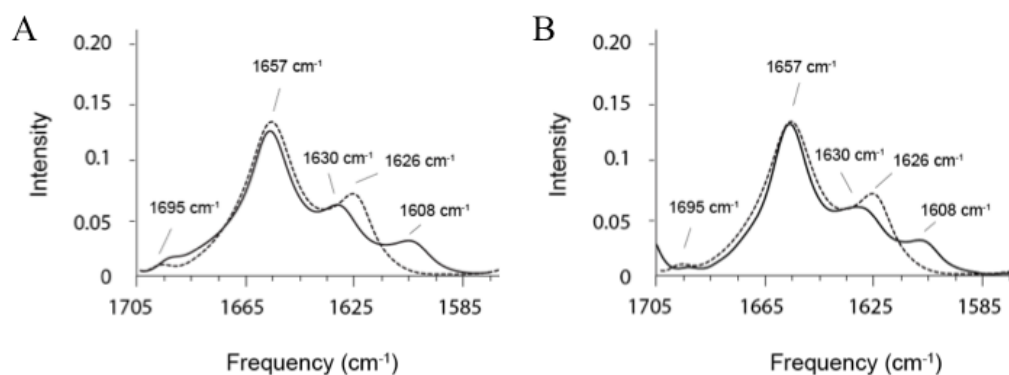 A
0.20
0.15
0.1
0.05
0
Intensity
1657 cm⁻¹
1630 cm⁻¹
1626 cm⁻¹
1695 cm⁻¹
1608 cm⁻¹
1705
1665
1625
1585
Frequency (cm⁻¹)
B
0.20
0.15
0.1
0.05
0
Intensity
1657 cm⁻¹
1630 cm⁻¹
1626 cm⁻¹
1695 cm⁻¹
1608 cm⁻¹
1705
1665
1625
1585
Frequency (cm⁻¹)